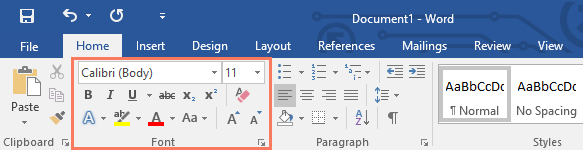 Document1 - Word
File Home Insert Design Layout References Mailings Review View
Calibri (Body) 11
Paste
B I U abc x₂ x²
A ab A Aa A A
AaBbCcDc AaBbCcDc
¶ Normal No Spacing
Clipboard Font Paragraph Styles